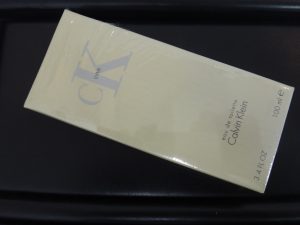 cK
one
eau de toilette
Calvin Klein
3.4 FL OZ
100 ml e